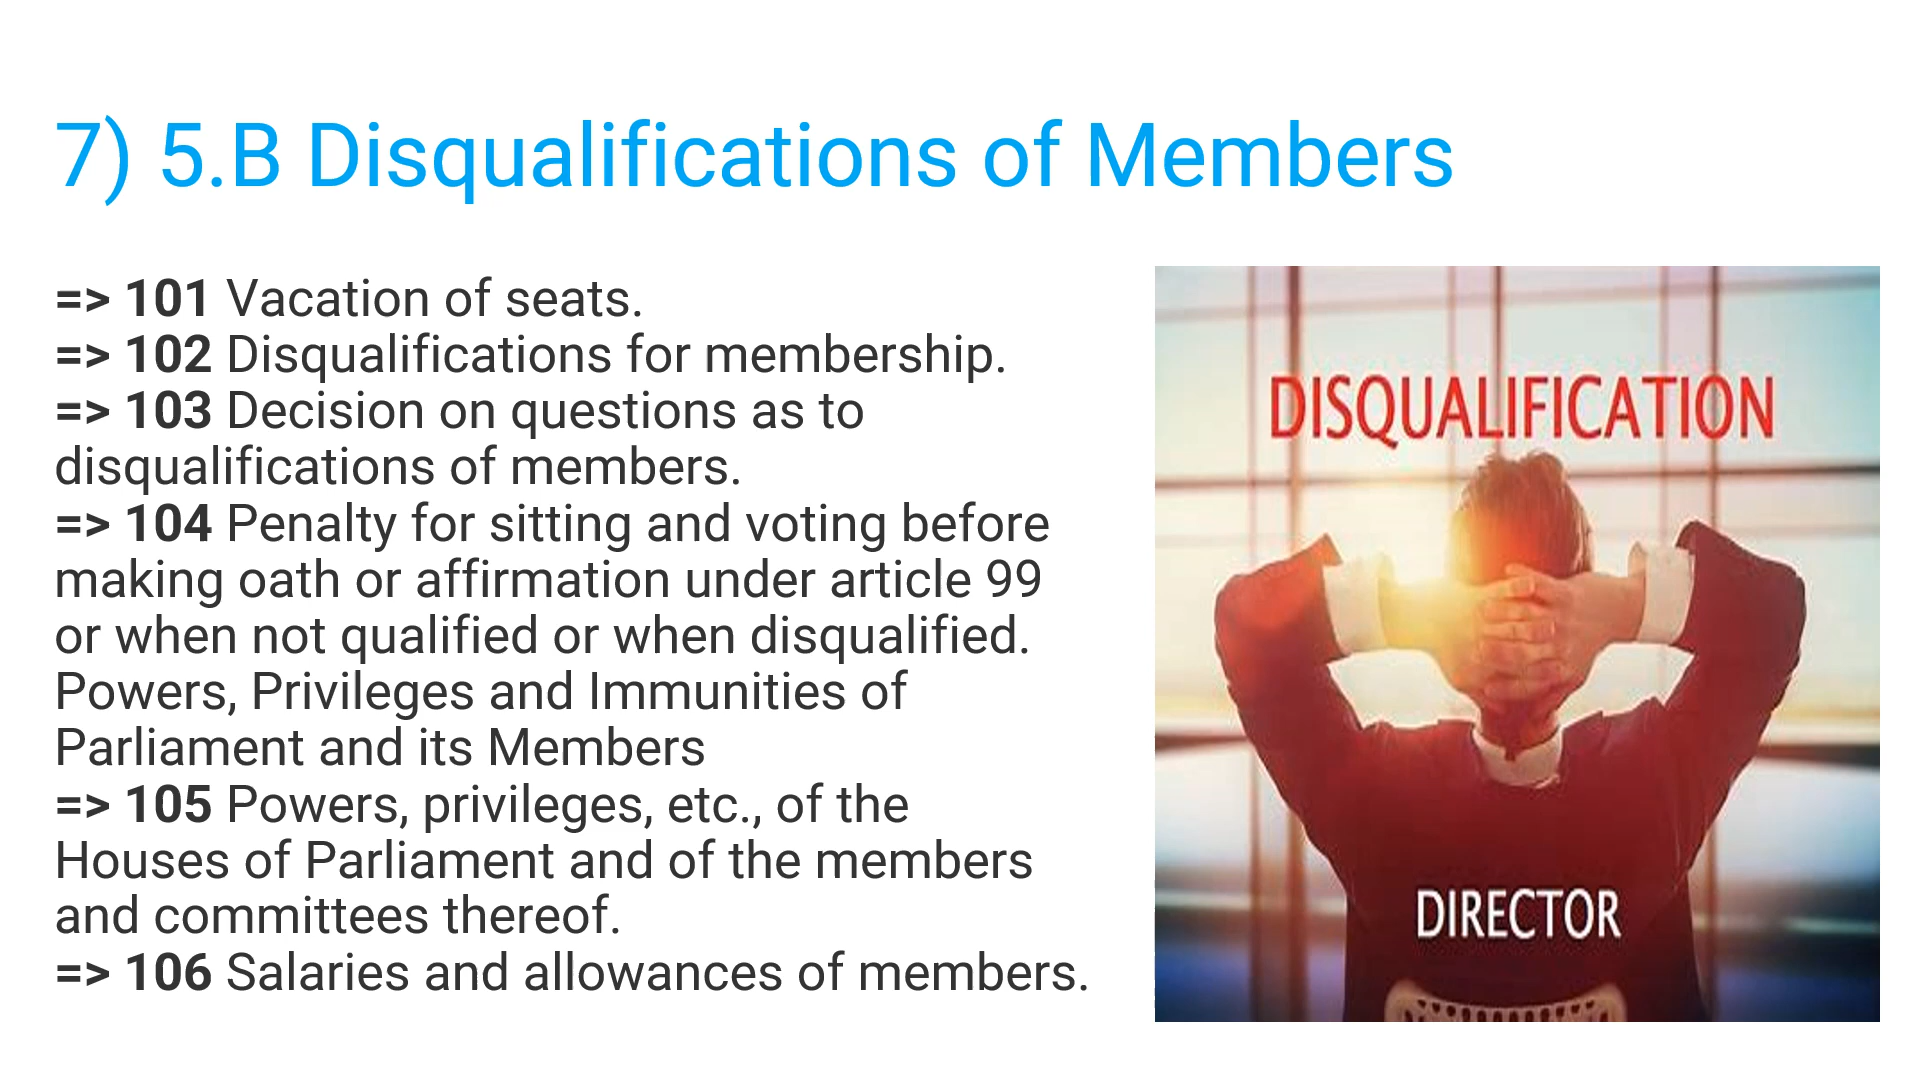 7) 5.B Disqualifications of Members
=> 101 Vacation of seats.
=> 102 Disqualifications for membership.
=> 103 Decision on questions as to
disqualifications of members.
=> 104 Penalty for sitting and voting before
making oath or affirmation under article 99
or when not qualified or when disqualified.
Powers, Privileges and Immunities of
Parliament and its Members
=> 105 Powers, privileges, etc., of the
Houses of Parliament and of the members
and committees thereof.
=> 106 Salaries and allowances of members.
DISQUALIFICATION
DIRECTOR